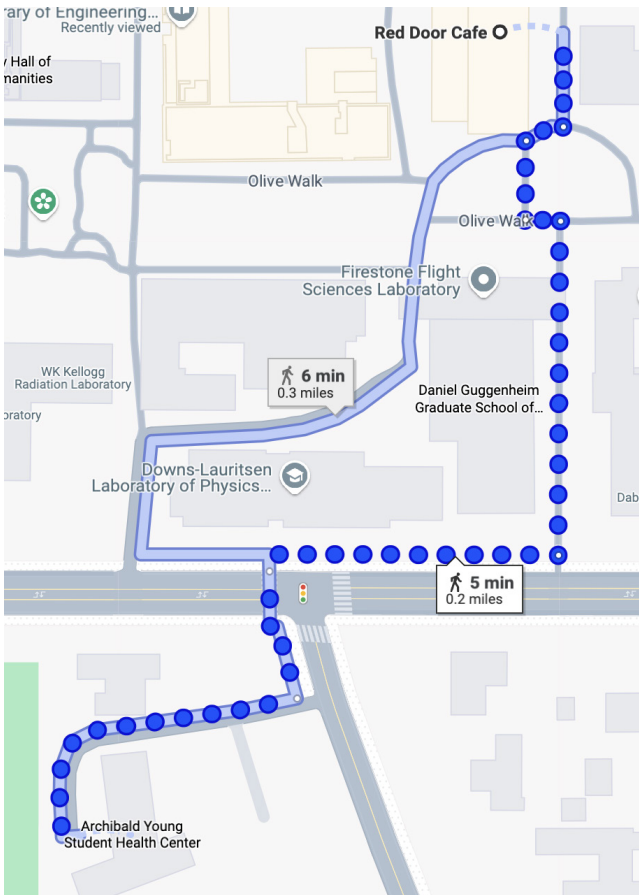 rary of Engineering...
Recently viewed
Red Door Cafe
y Hall of
manities
Olive Walk
Olive Walk
Firestone Flight
Sciences Laboratory
WK Kellogg
Radiation Laboratory
oratory
6 min
0.3 miles
Daniel Guggenheim
Graduate School of...
Downs-Lauritsen
Laboratory of Physics...
Dab
5 min
0.2 miles
Archibald Young
Student Health Center